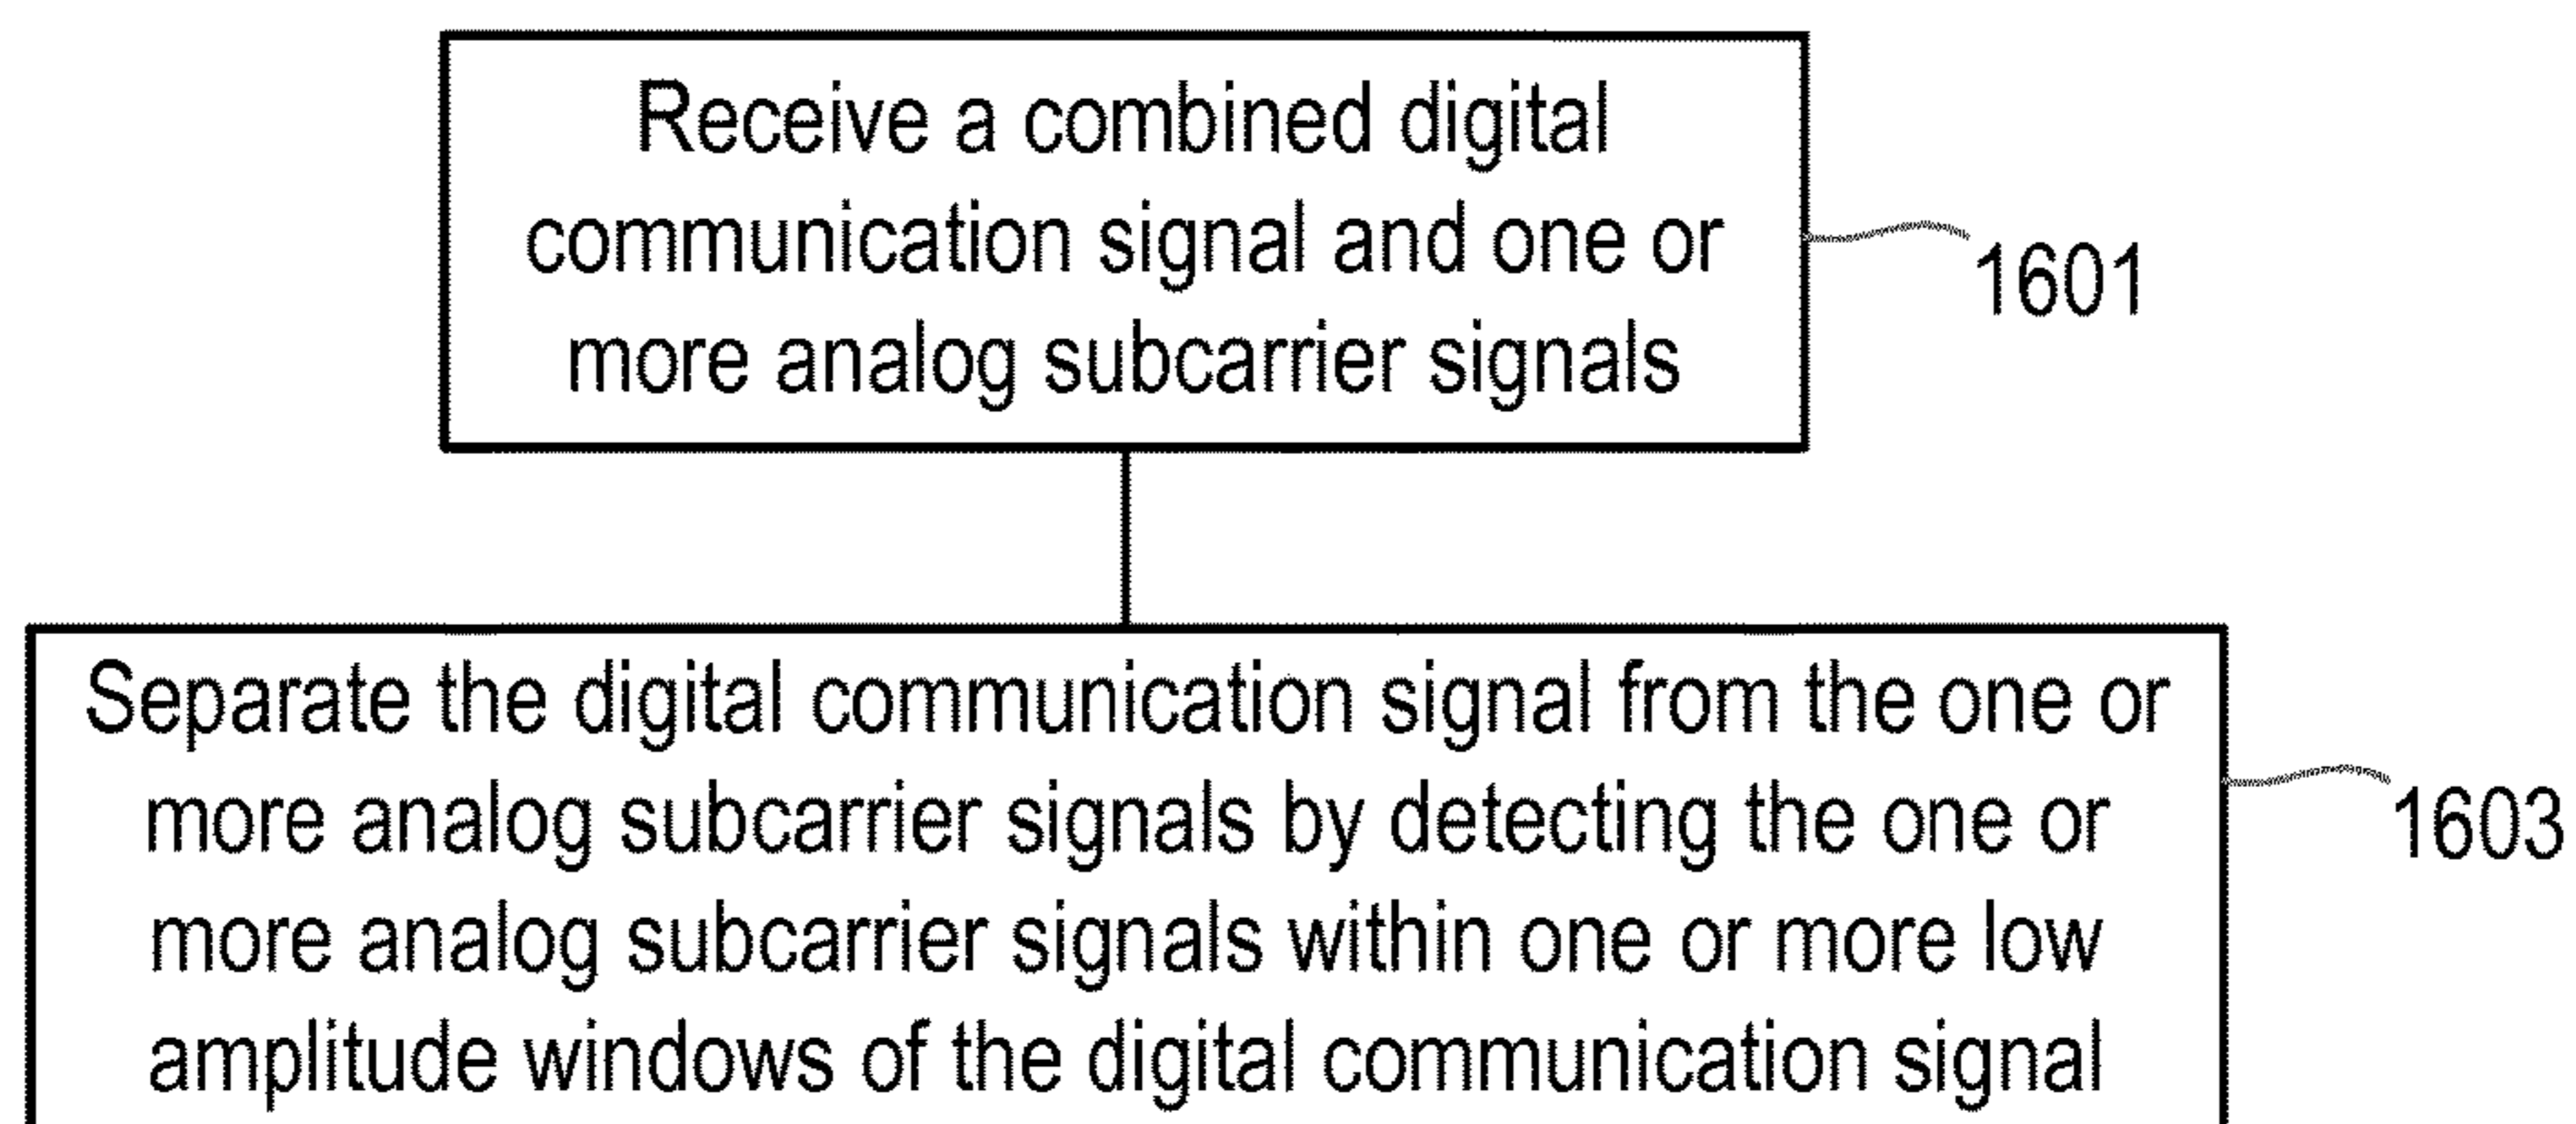 Receive a combined digital
communication signal and one or
more analog subcarrier signals
1601
Separate the digital communication signal from the one or
more analog subcarrier signals by detecting the one or
more analog subcarrier signals within one or more low
amplitude windows of the digital communication signal
1603